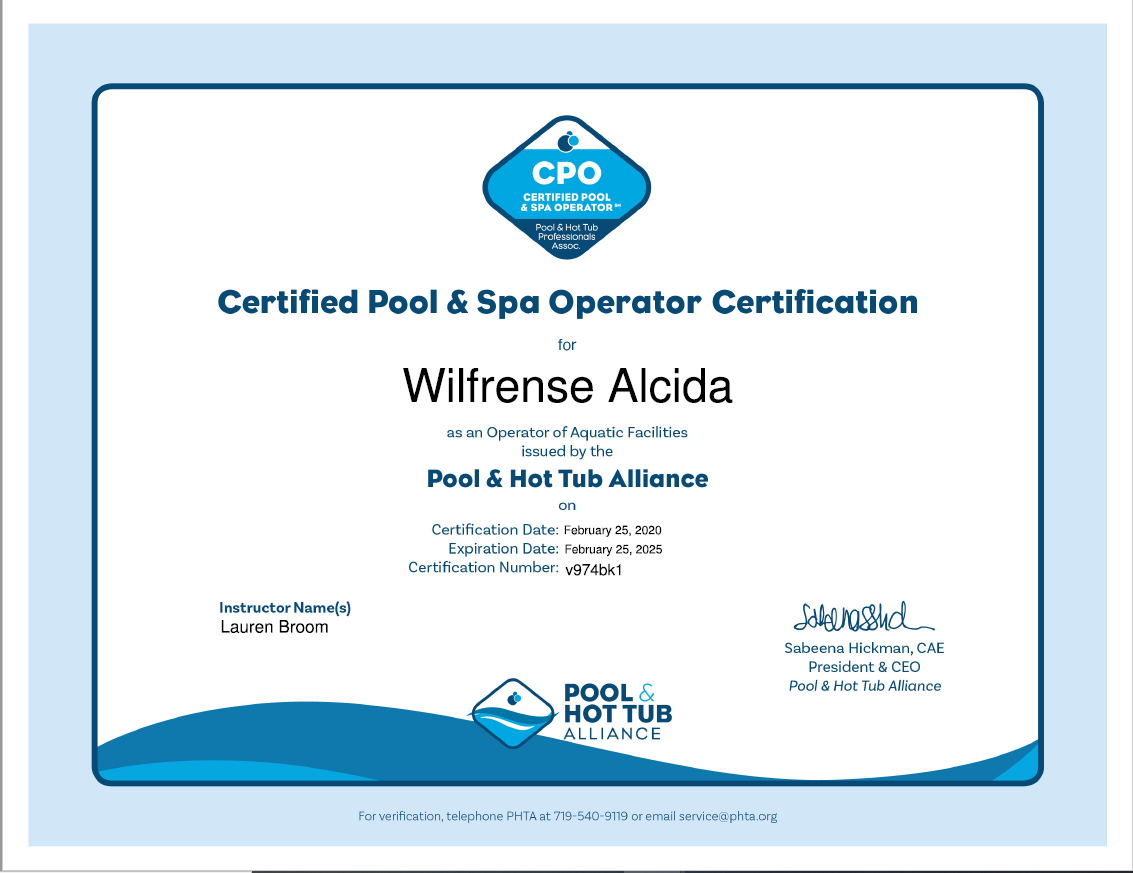 CPO
CERTIFIED POOL
& SPA OPERATOR℠
Pool & Hot Tub
Professionals
Assoc.
Certified Pool & Spa Operator Certification
for
Wilfrense Alcida
as an Operator of Aquatic Facilities
issued by the
Pool & Hot Tub Alliance
on
Certification Date: February 25, 2020
Expiration Date: February 25, 2025
Certification Number: v974bk1
Instructor Name(s)
Lauren Broom
Sabeena Hickman, CAE
President & CEO
Pool & Hot Tub Alliance
POOL &
HOT TUB
ALLIANCE
For verification, telephone PHTA at 719-540-9119 or email service@phta.org